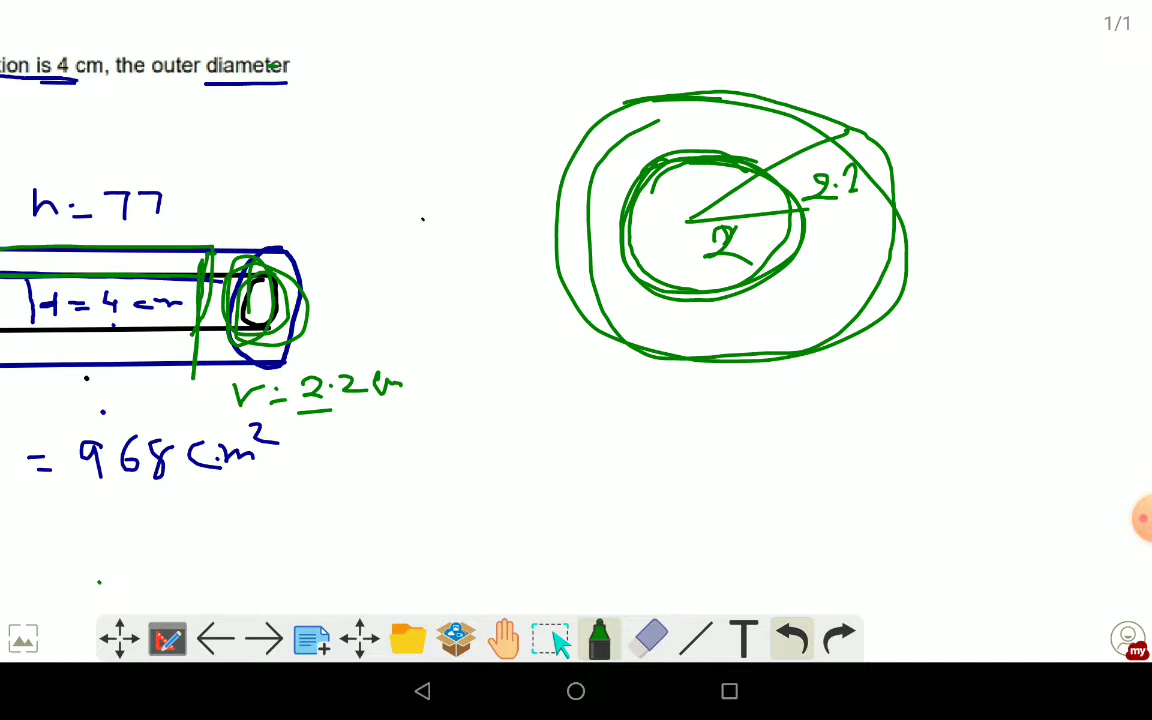 1/1
tion is 4 cm, the outer diameter
h = 77
2.2
2
d = 4 cm
r = 2.2 cm
= 968 cm²
T
my